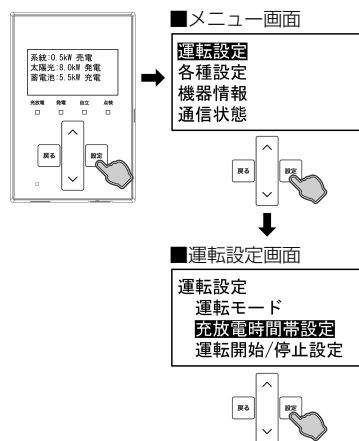 系統:0.5kW 売電
太陽光:8.0kW 発電
蓄電池:5.5kW 充電
充放電 発電 自立 点検
戻る 設定
■メニュー画面
運転設定
各種設定
機器情報
通信状態
戻る 設定
■運転設定画面
運転設定
運転モード
充放電時間帯設定
運転開始/停止設定
戻る 設定